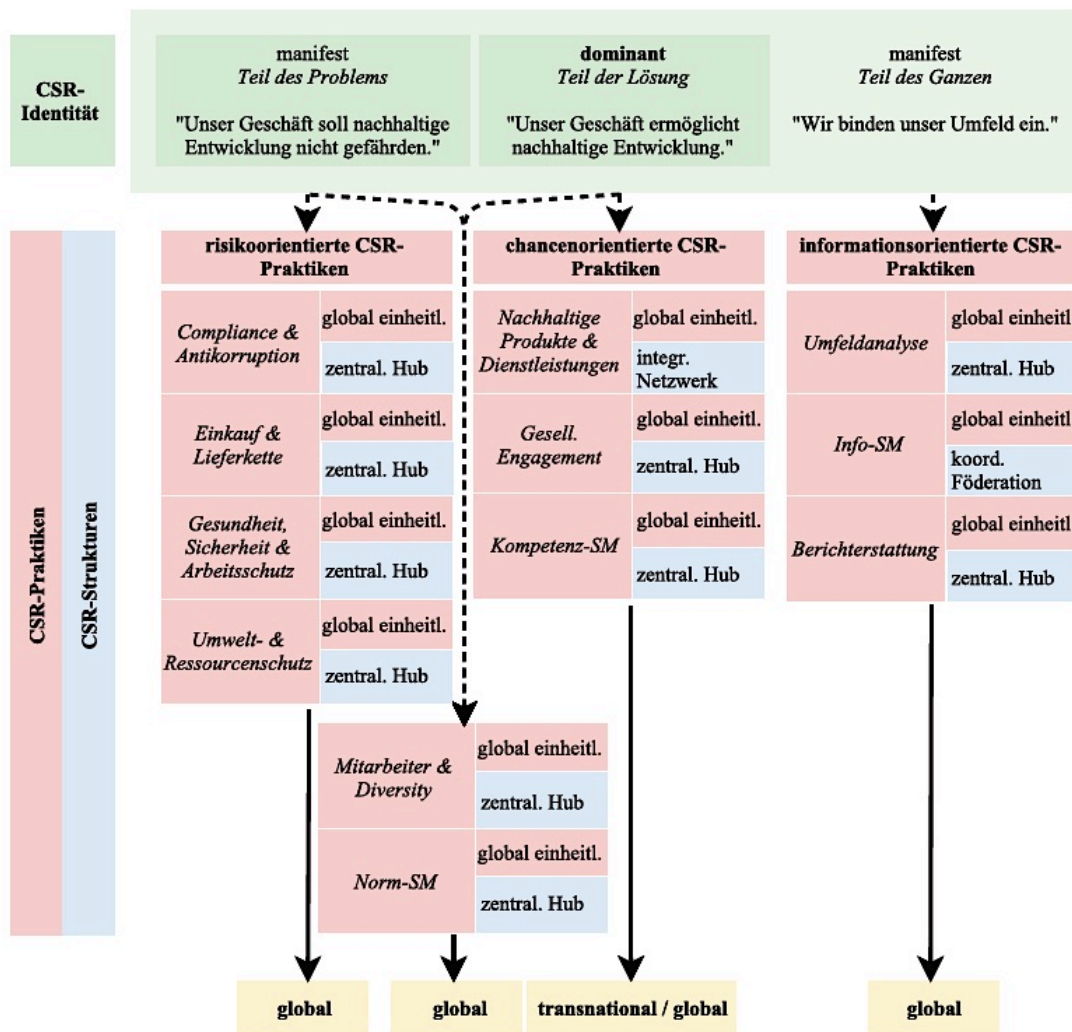 CSR-
Identität
manifest
Teil des Problems
"Unser Geschäft soll nachhaltige
Entwicklung nicht gefährden."
dominant
Teil der Lösung
"Unser Geschäft ermöglicht
nachhaltige Entwicklung."
manifest
Teil des Ganzen
"Wir binden unser Umfeld ein."
CSR-Praktiken
CSR-Strukturen
risikoorientierte CSR-
Praktiken
Compliance &
Antikorruption
global einheitl.
zentral. Hub
Einkauf &
Lieferkette
global einheitl.
zentral. Hub
Gesundheit,
Sicherheit &
Arbeitsschutz
global einheitl.
zentral. Hub
Umwelt- &
Ressourcenschutz
global einheitl.
zentral. Hub
chancenorientierte CSR-
Praktiken
Nachhaltige
Produkte &
Dienstleistungen
global einheitl.
integr.
Netzwerk
Gesell.
Engagement
global einheitl.
zentral. Hub
Kompetenz-SM
global einheitl.
zentral. Hub
informationsorientierte CSR-
Praktiken
Umfeldanalyse
global einheitl.
zentral. Hub
Info-SM
global einheitl.
koord.
Föderation
Berichterstattung
global einheitl.
zentral. Hub
Mitarbeiter &
Diversity
global einheitl.
zentral. Hub
Norm-SM
global einheitl.
zentral. Hub
global
global
transnational / global
global